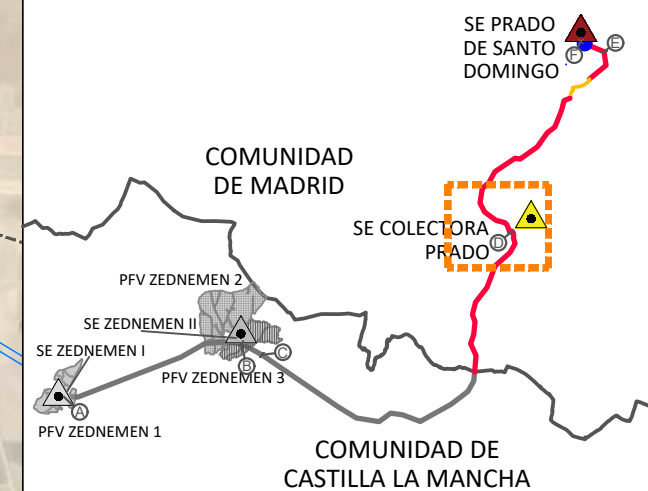 SE PRADO
DE SANTO
DOMINGO
E
F
COMUNIDAD
DE MADRID
SE COLECTORA
PRADO
D
PFV ZEDNEMEN 2
SE ZEDNEMEN II
SE ZEDNEMEN I
C
B
PFV ZEDNEMEN 3
A
PFV ZEDNEMEN 1
COMUNIDAD DE
CASTILLA LA MANCHA